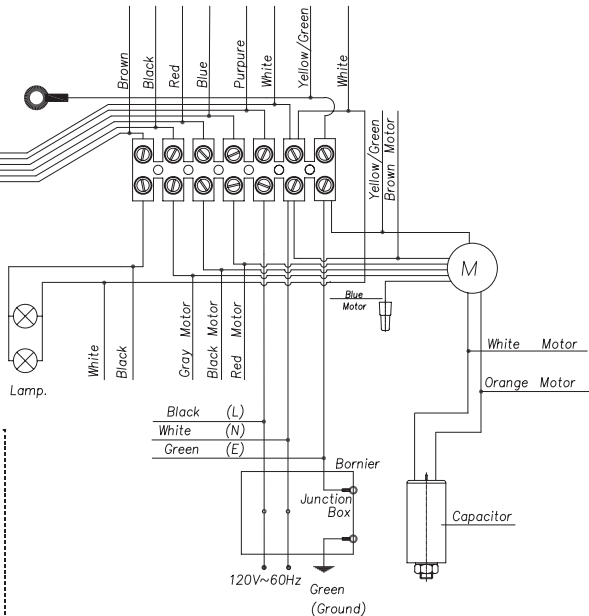 Brown
Black
Red
Blue
Purpure
White
Yellow/Green
White
Yellow/Green
Brown Motor
M
Blue
Motor
Lamp.
White
Black
Gray Motor
Black Motor
Red Motor
White Motor
Orange Motor
Black (L)
White (N)
Green (E)
Bornier
Junction
Box
Capacitor
120V~60Hz
Green
(Ground)